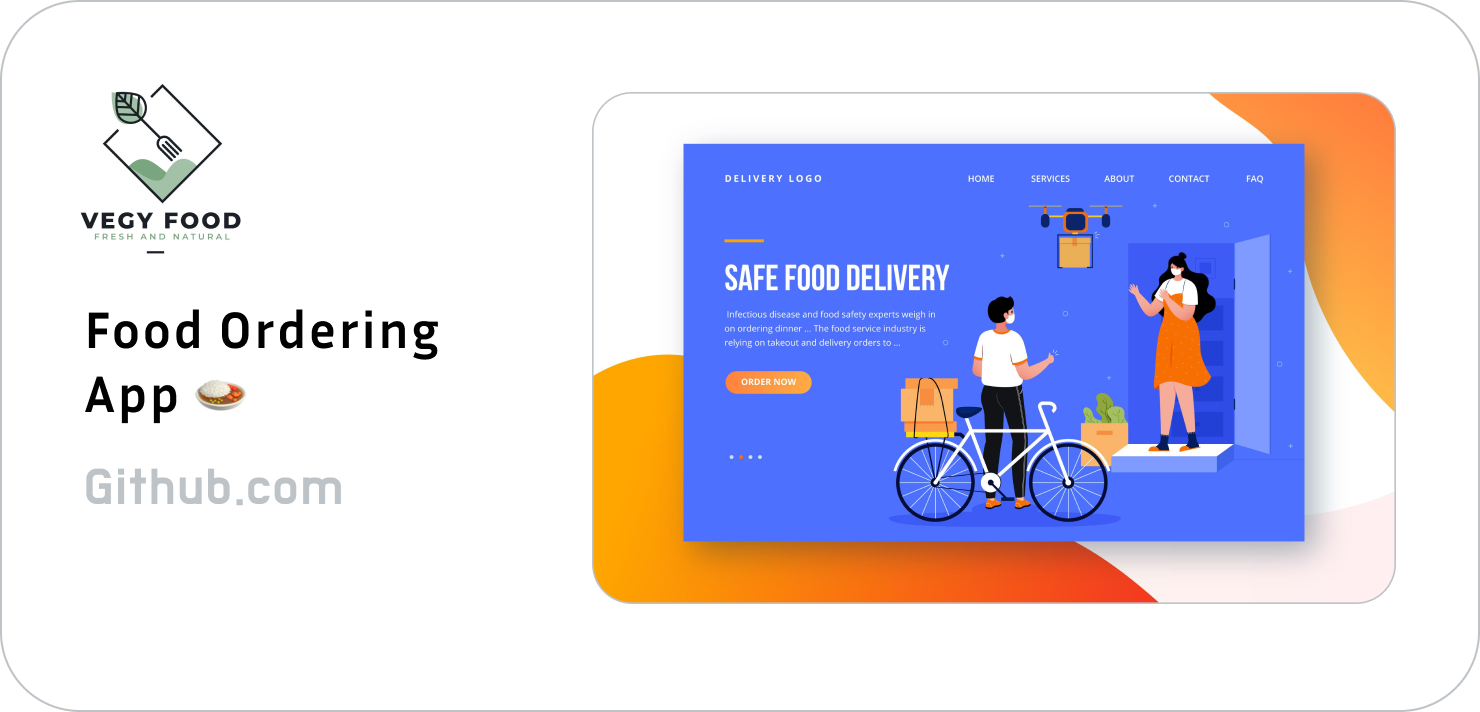 VEGY FOOD
FRESH AND NATURAL
Food Ordering
App
Github.com
DELIVERY LOGO
HOME SERVICES ABOUT CONTACT FAQ
SAFE FOOD DELIVERY
Infectious disease and food safety experts weigh in
on ordering dinner ... The food service industry is
relying on takeout and delivery orders to ...
ORDER NOW